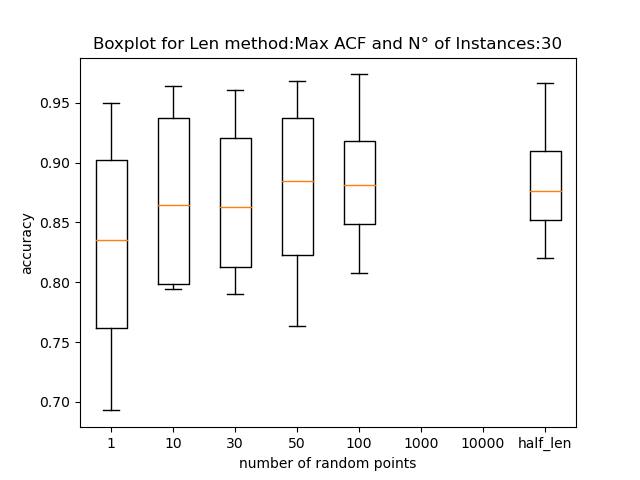 Boxplot for Len method:Max ACF and N° of Instances:30
accuracy
0.95
0.90
0.85
0.80
0.75
0.70
1 10 30 50 100 1000 10000 half_len
number of random points